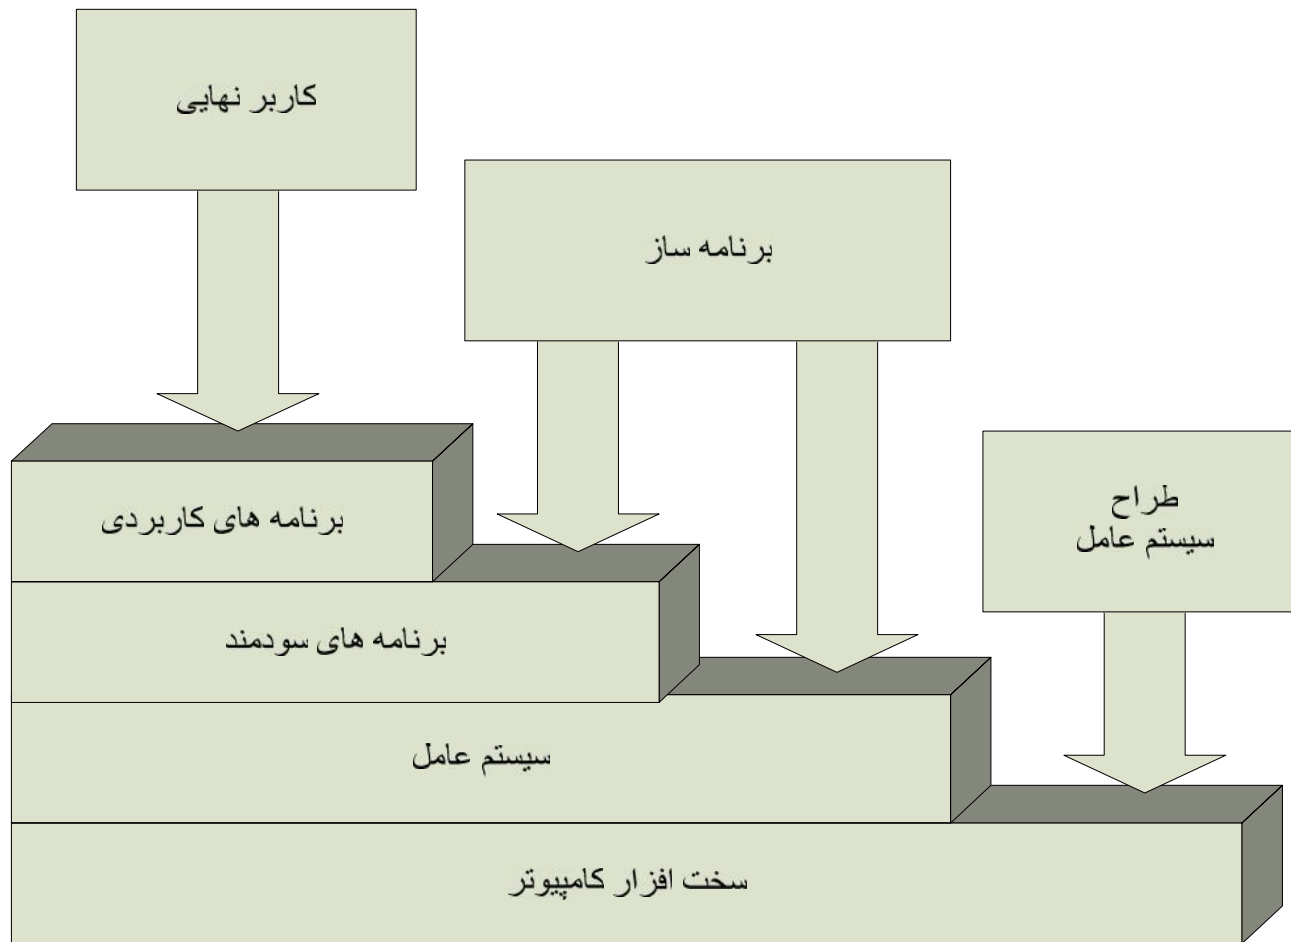 کاربر نهایی
برنامه ساز
طراح
سیستم عامل
برنامه های کاربردی
برنامه های سودمند
سیستم عامل
سخت افزار کامپیوتر